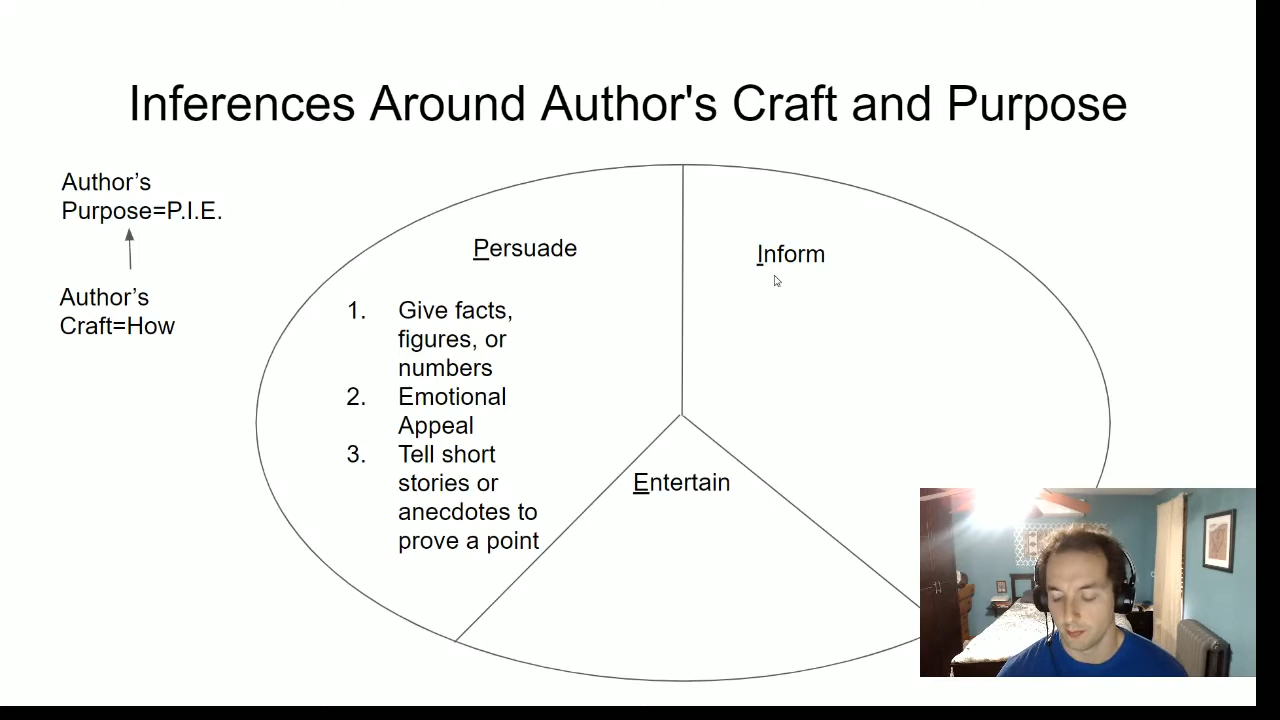 Inferences Around Author's Craft and Purpose
Author’s
Purpose=P.I.E.
Author’s
Craft=How
Persuade
1. Give facts,
figures, or
numbers
2. Emotional
Appeal
3. Tell short
stories or
anecdotes to
prove a point
Inform
Entertain